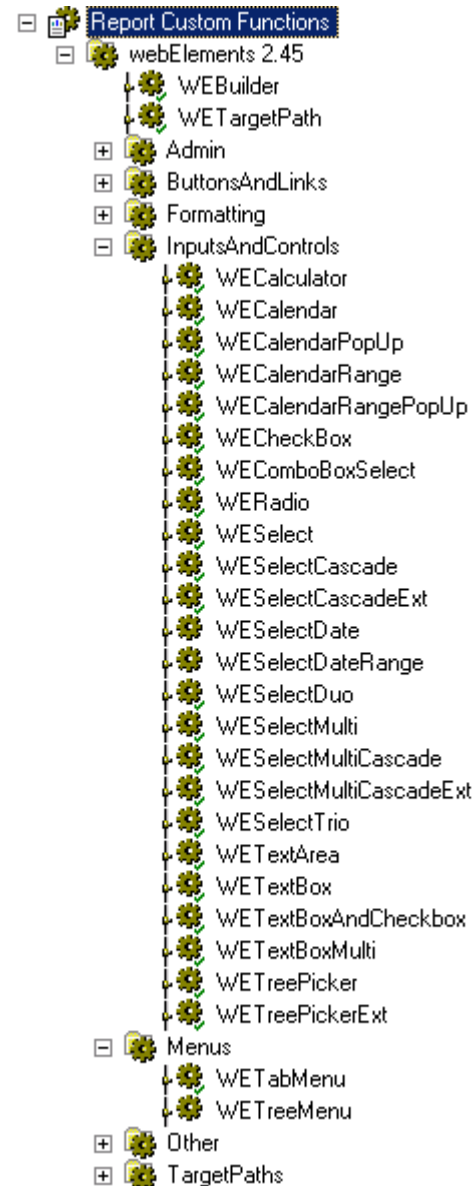 Report Custom Functions
webElements 2.45
WEBuilder
WETargetPath
Admin
ButtonsAndLinks
Formatting
InputsAndControls
WECalculator
WECalendar
WECalendarPopUp
WECalendarRange
WECalendarRangePopUp
WECheckBox
WEComboBoxSelect
WERadio
WESelect
WESelectCascade
WESelectCascadeExt
WESelectDate
WESelectDateRange
WESelectDuo
WESelectMulti
WESelectMultiCascade
WESelectMultiCascadeExt
WESelectTrio
WETextArea
WETextBox
WETextBoxAndCheckbox
WETextBoxMulti
WETreePicker
WETreePickerExt
Menus
WETabMenu
WETreeMenu
Other
TargetPaths